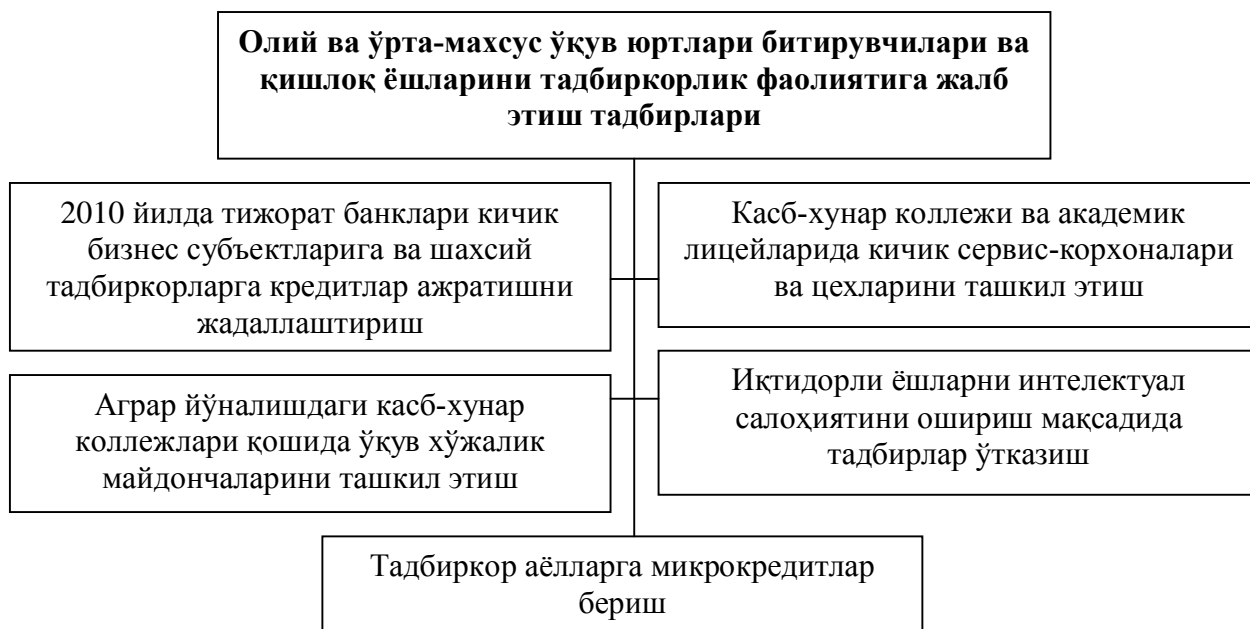 Олий ва ўрта-махсус ўқув юртлари битирувчилари ва
қишлоқ ёшларини тадбиркорлик фаолиятига жалб
этиш тадбирлари
2010 йилда тижорат банклари кичик
бизнес субъектларига ва шахсий
тадбиркорларга кредитлар ажратишни
жадаллаштириш
Касб-хунар коллежи ва академик
лицейларида кичик сервис-корхоналари
ва цехларини ташкил этиш
Аграр йўналишдаги касб-хунар
коллежлари қошида ўқув хўжалик
майдончаларини ташкил этиш
Иқтидорли ёшларни интелектуал
салоҳиятини ошириш мақсадида
тадбирлар ўтказиш
Тадбиркор аёлларга микрокредитлар
бериш